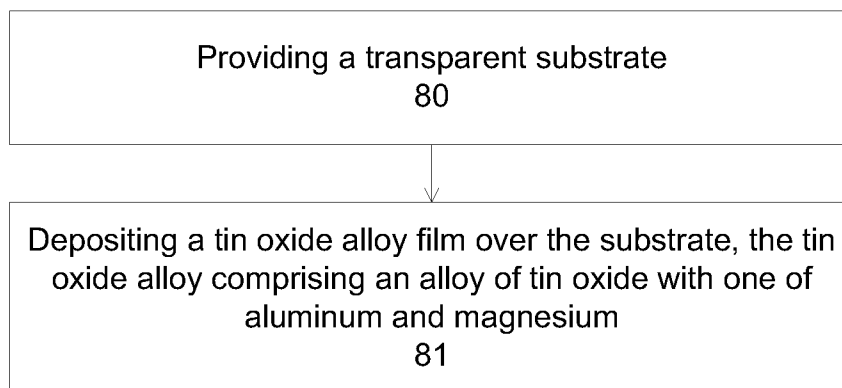 Providing a transparent substrate
80
Depositing a tin oxide alloy film over the substrate, the tin
oxide alloy comprising an alloy of tin oxide with one of
aluminum and magnesium
81